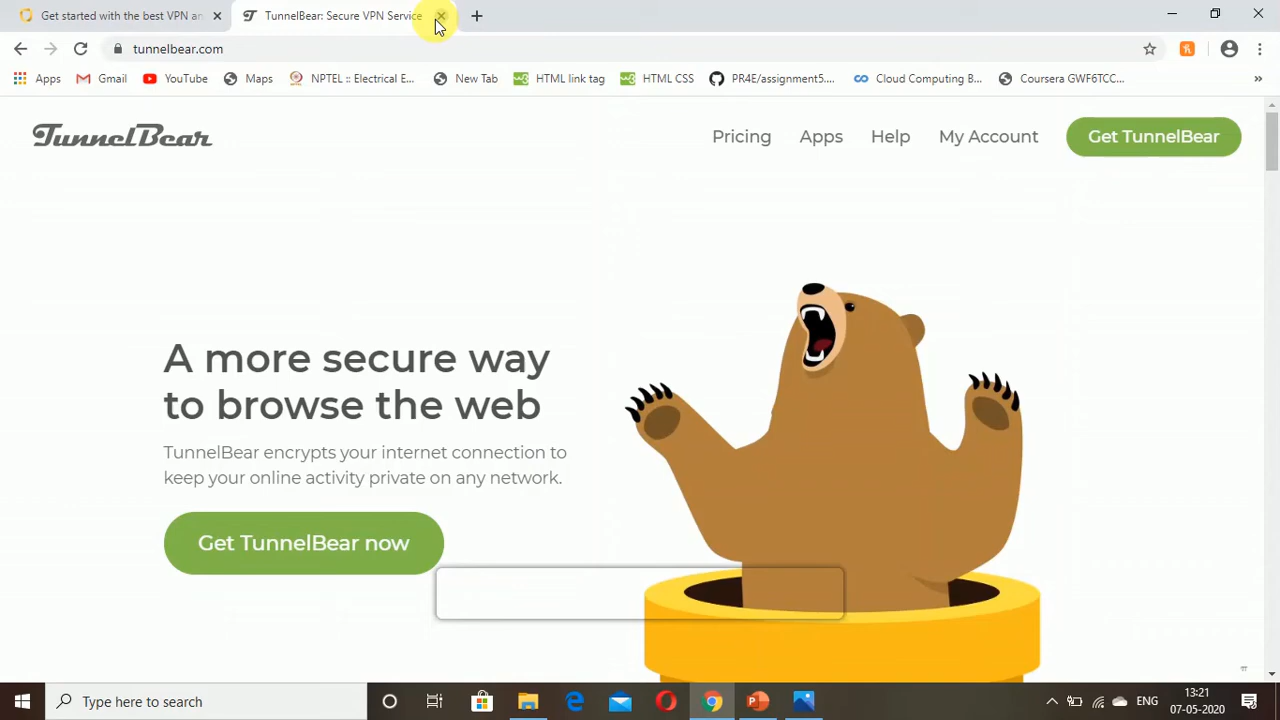 Get started with the best VPN an
TunnelBear: Secure VPN Service
tunnelbear.com
Apps
Gmail
YouTube
Maps
NPTEL :: Electrical E...
New Tab
HTML link tag
HTML CSS
PR4E/assignment5....
Cloud Computing B...
Coursera GWF6TCC...
TunnelBear
Pricing
Apps
Help
My Account
Get TunnelBear
A more secure way
to browse the web
TunnelBear encrypts your internet connection to
keep your online activity private on any network.
Get TunnelBear now
Type here to search
ENG
13:21
07-05-2020